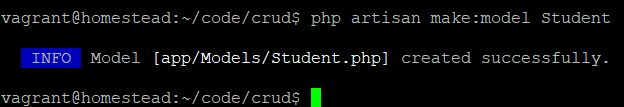 vagrant@homestead:~/code/crud$ php artisan make:model Student
INFO Model [app/Models/Student.php] created successfully.
vagrant@homestead:~/code/crud$